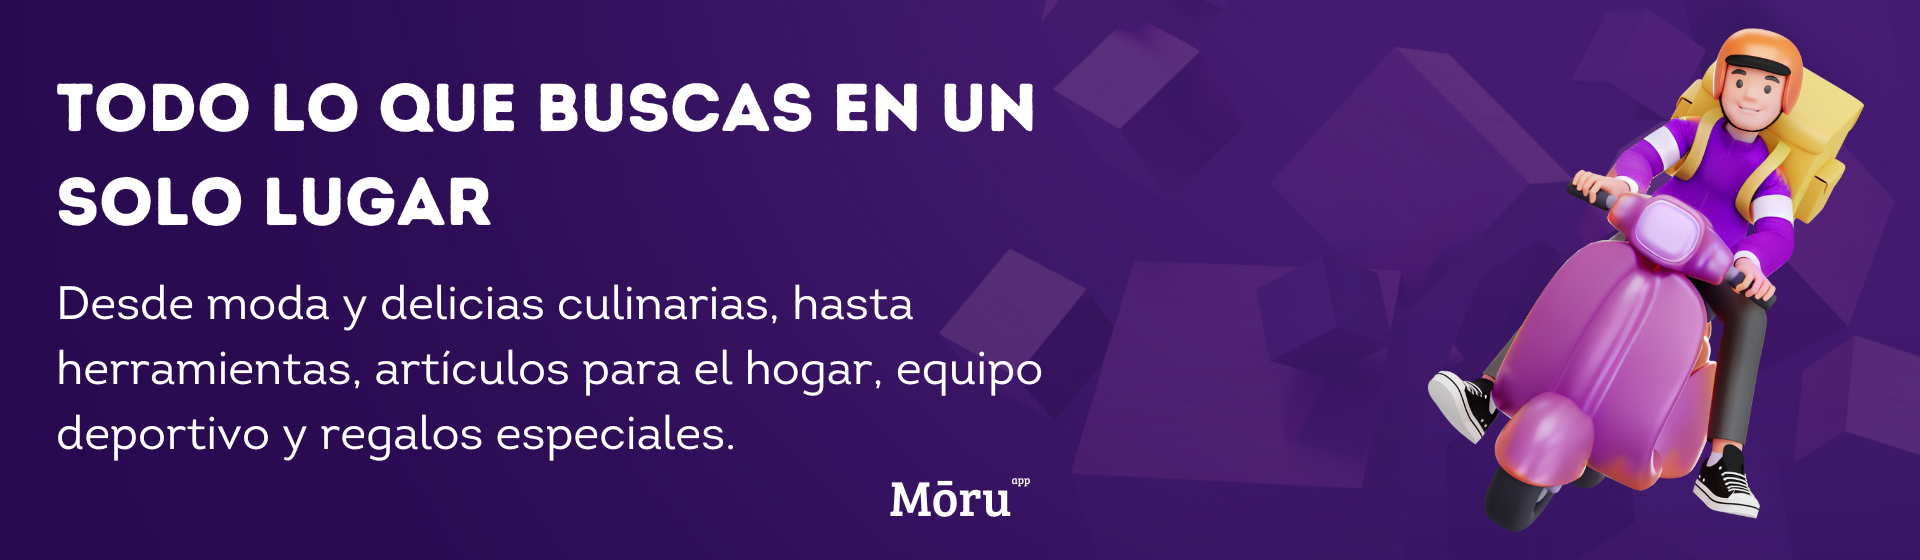 TODO LO QUE BUSCAS EN UN
SOLO LUGAR
Desde moda y delicias culinarias, hasta
herramientas, artículos para el hogar, equipo
deportivo y regalos especiales.
Mōru app